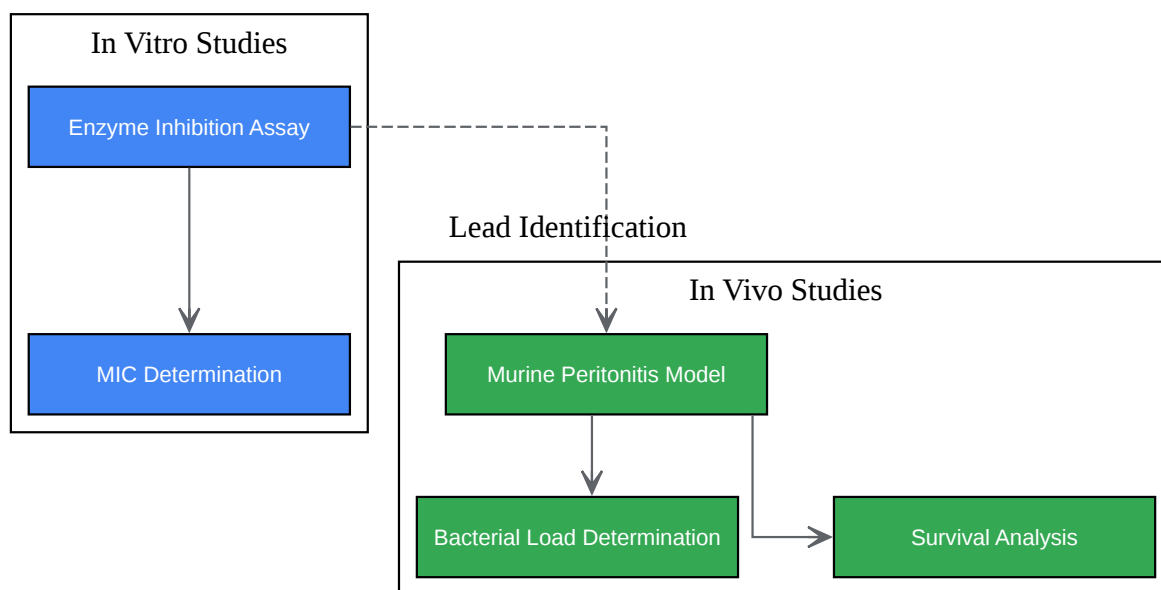 In Vitro Studies
Enzyme Inhibition Assay
MIC Determination
Lead Identification
In Vivo Studies
Murine Peritonitis Model
Bacterial Load Determination
Survival Analysis